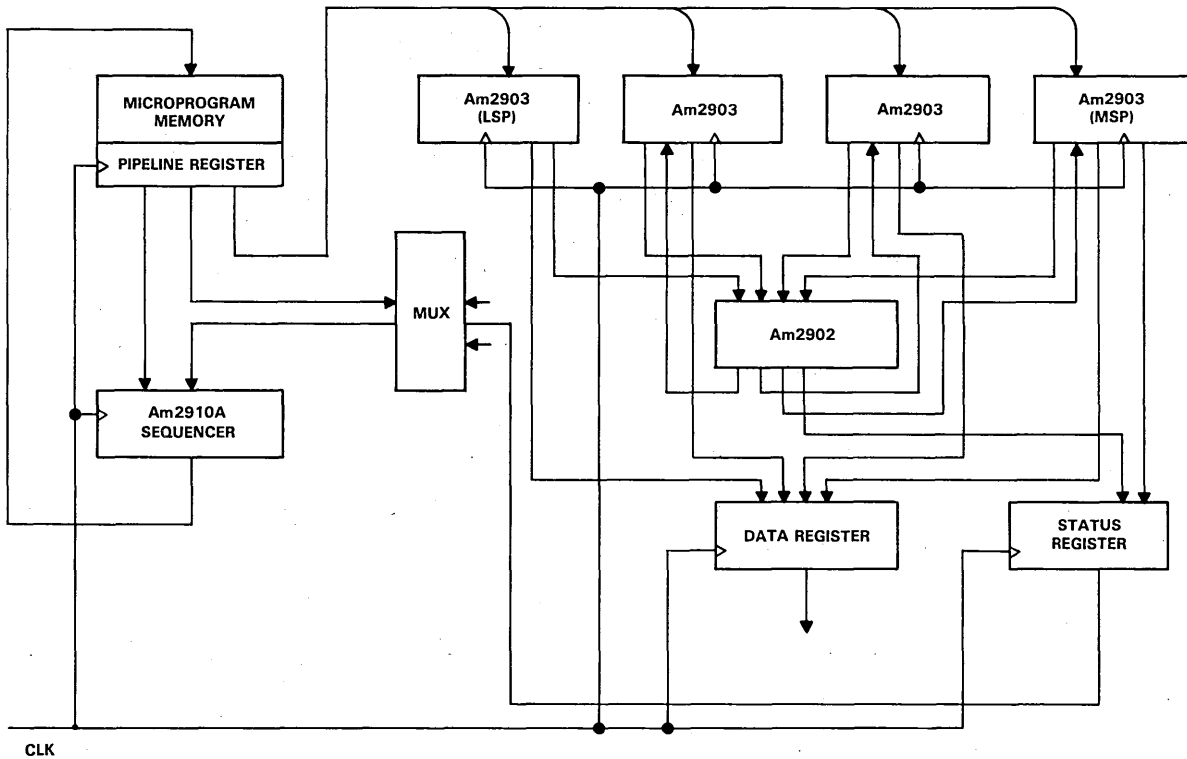 MICROPROGRAM
MEMORY
PIPELINE REGISTER
Am2903
(LSP)
Am2903
Am2903
Am2903
(MSP)
MUX
Am2902
Am2910A
SEQUENCER
DATA REGISTER
STATUS
REGISTER
CLK